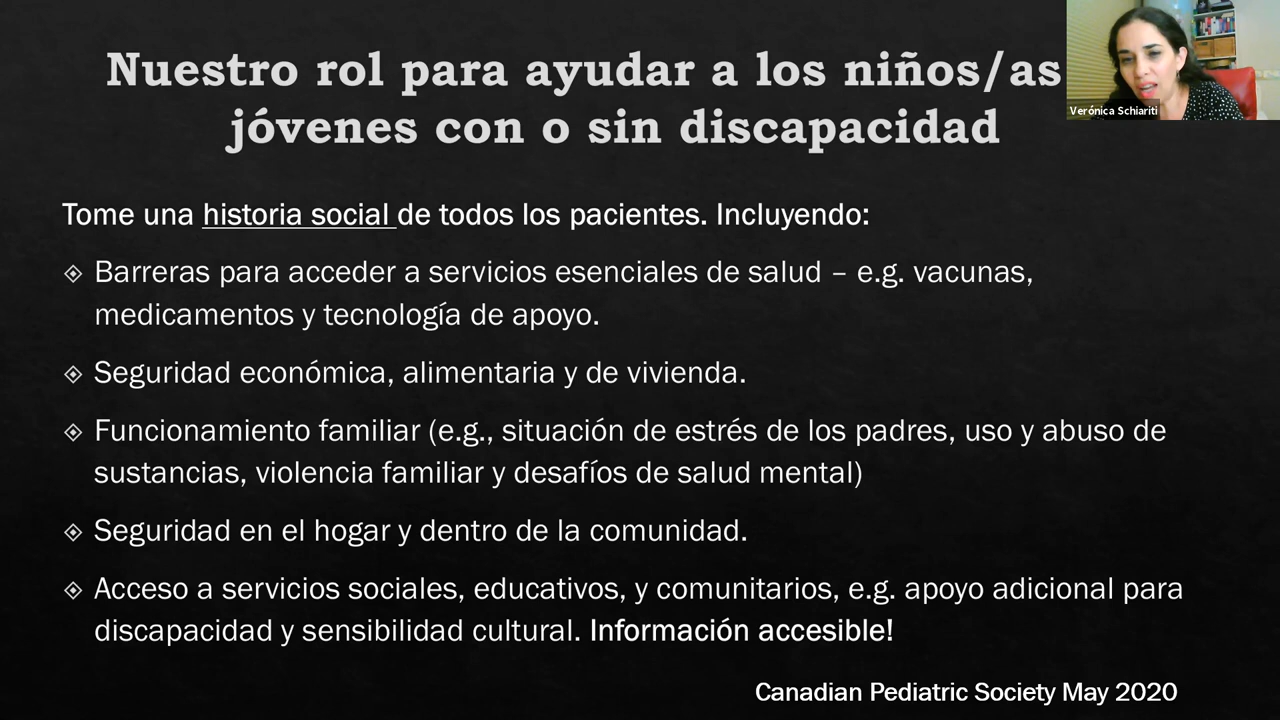 Nuestro rol para ayudar a los niños/as
jóvenes con o sin discapacidad
Verónica Schiariti
Tome una historia social de todos los pacientes. Incluyendo:
Barreras para acceder a servicios esenciales de salud – e.g. vacunas,
medicamentos y tecnología de apoyo.
Seguridad económica, alimentaria y de vivienda.
Funcionamiento familiar (e.g., situación de estrés de los padres, uso y abuso de
sustancias, violencia familiar y desafíos de salud mental)
Seguridad en el hogar y dentro de la comunidad.
Acceso a servicios sociales, educativos, y comunitarios, e.g. apoyo adicional para
discapacidad y sensibilidad cultural. Información accesible!
Canadian Pediatric Society May 2020